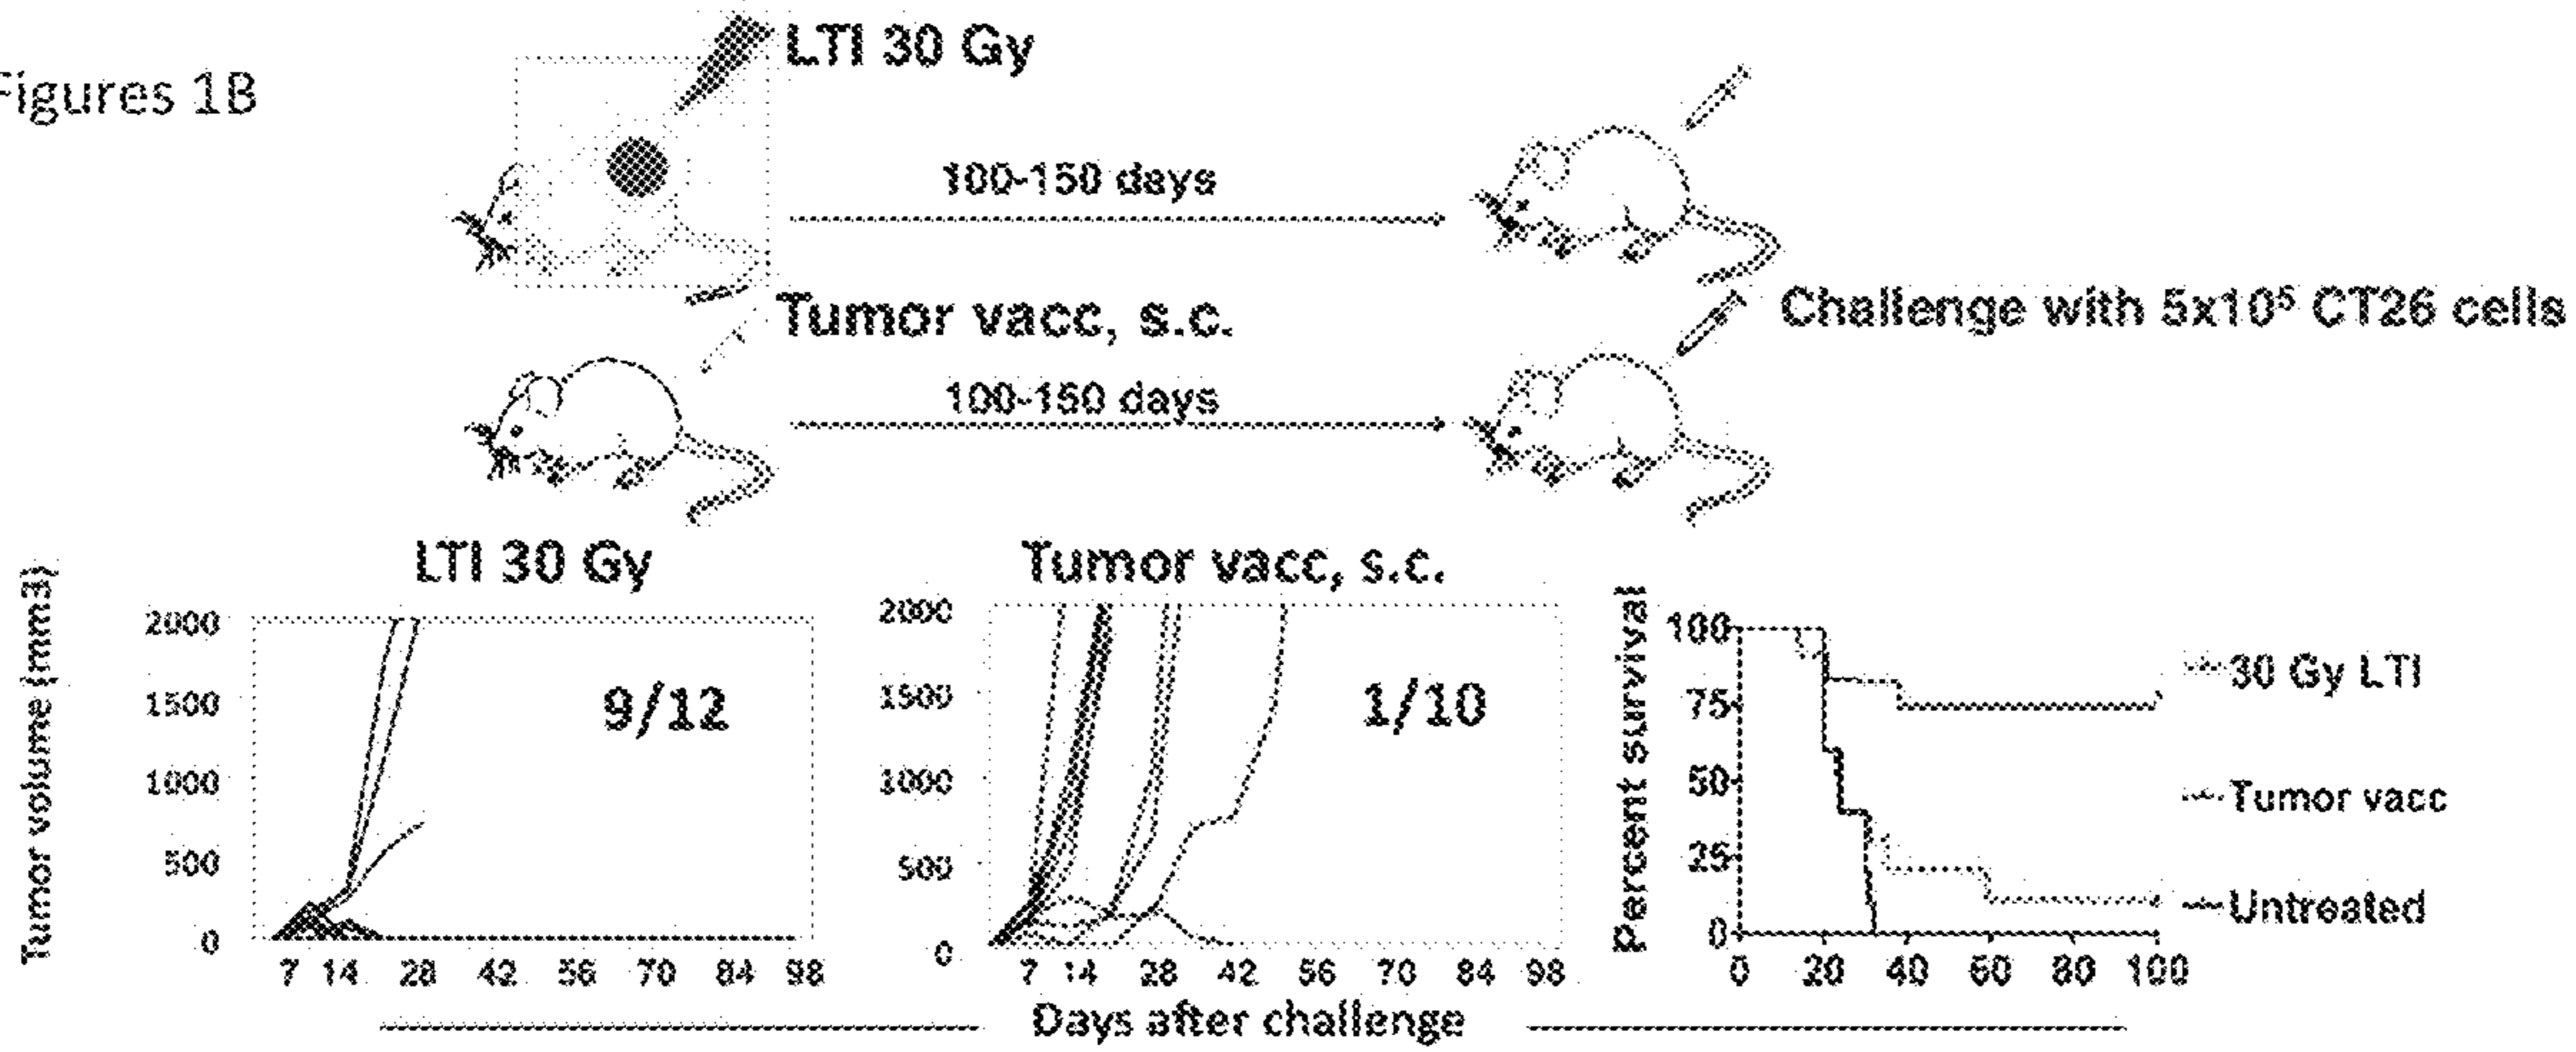 Figures 1B
LTI 30 Gy
100-150 days
Tumor vacc, s.c.
Challenge with 5x10⁵ CT26 cells
100-150 days
LTI 30 Gy
Tumor vacc, s.c.
Tumor volume (mm3)
2000
1500
1000
500
0
9/12
7 14 28 42 56 70 84 98
2000
1500
1000
500
0
1/10
7 14 28 42 56 70 84 98
Percent survival
100
75
50
25
0
0 20 40 60 80 100
30 Gy LTI
Tumor vacc
Untreated
Days after challenge